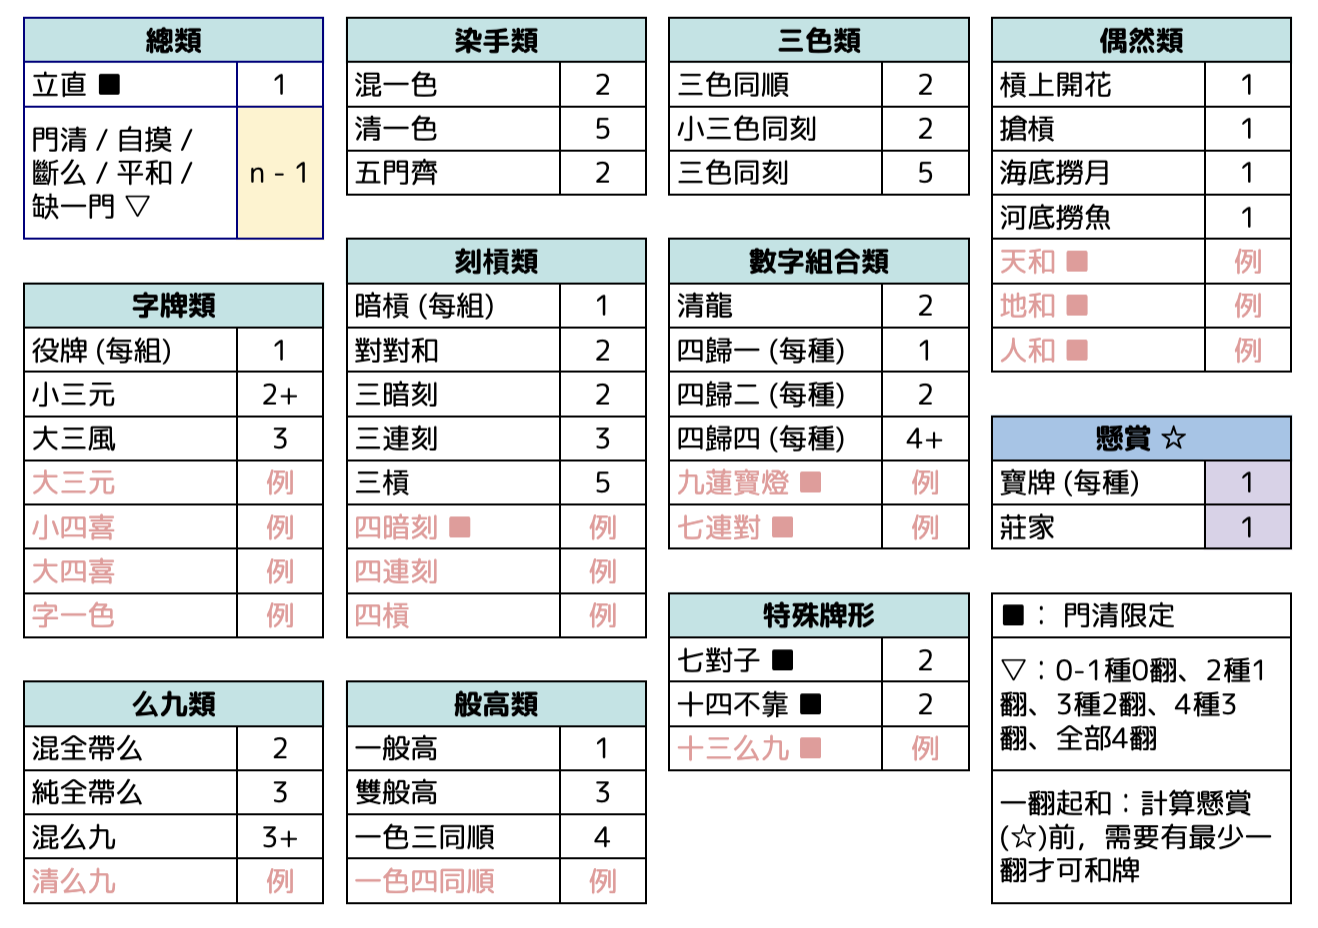 總類
立直 ■ 1
門清 / 自摸 /
斷么 / 平和 /
缺一門 ▽
n - 1
字牌類
役牌 (每組) 1
小三元 2+
大三風 3
大三元 例
小四喜 例
大四喜 例
字一色 例
么九類
混全帶么 2
純全帶么 3
混么九 3+
清么九 例
染手類
混一色 2
清一色 5
五門齊 2
刻槓類
暗槓 (每組) 1
對對和 2
三暗刻 2
三連刻 3
三槓 5
四暗刻 ■ 例
四連刻 例
四槓 例
般高類
一般高 1
雙般高 3
一色三同順 4
一色四同順 例
三色類
三色同順 2
小三色同刻 2
三色同刻 5
數字組合類
清龍 2
四歸一 (每種) 1
四歸二 (每種) 2
四歸四 (每種) 4+
九蓮寶燈 ■ 例
七連對 ■ 例
特殊牌形
七對子 ■ 2
十四不靠 ■ 2
十三么九 ■ 例
偶然類
槓上開花 1
搶槓 1
海底撈月 1
河底撈魚 1
天和 ■ 例
地和 ■ 例
人和 ■ 例
懸賞 ☆
寶牌 (每種) 1
莊家 1
■： 門清限定
▽：0-1種0翻、2種1
翻、3種2翻、4種3
翻、全部4翻
一翻起和：計算懸賞
(☆)前，需要有最少一
翻才可和牌